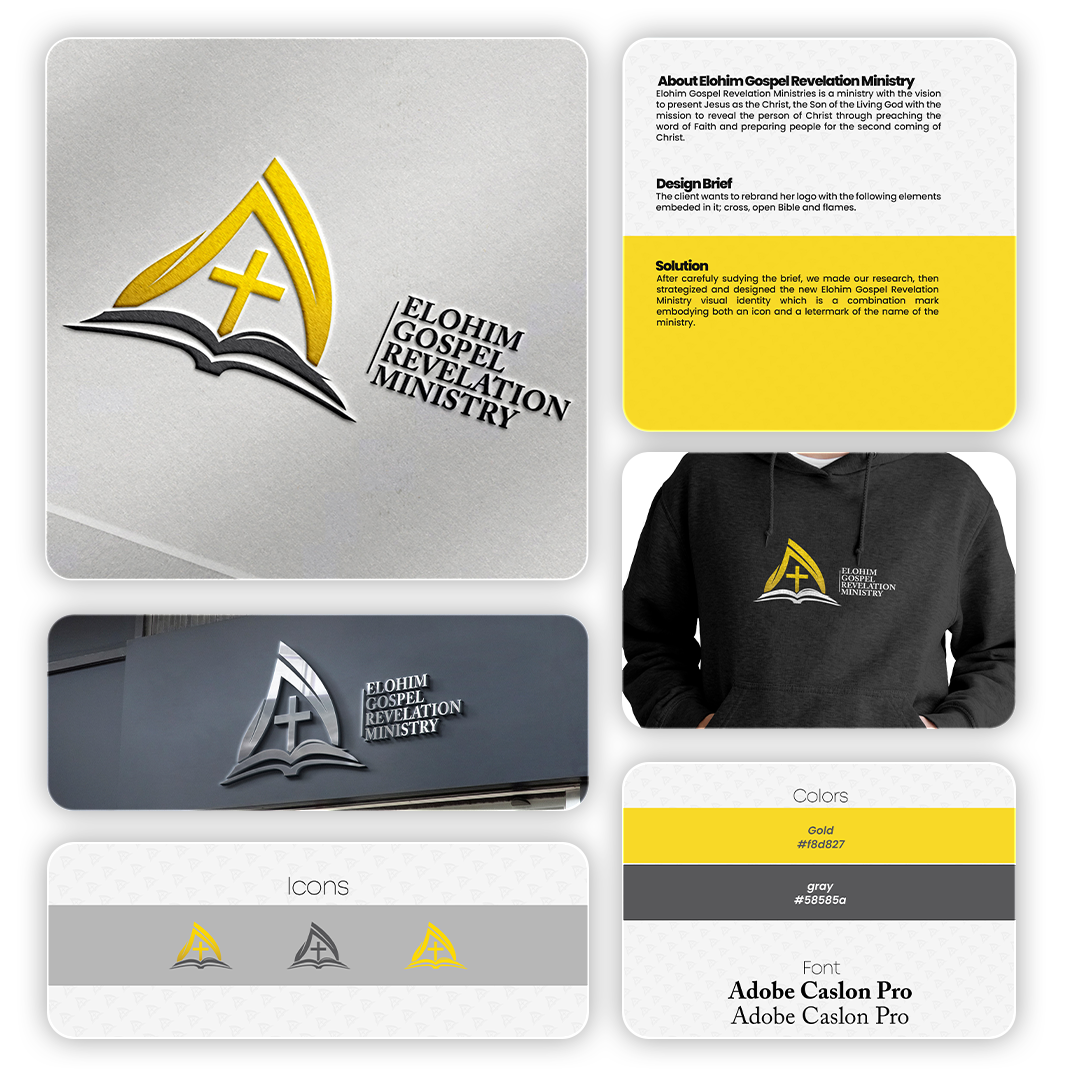 ELOHIM
GOSPEL
REVELATION
MINISTRY
About Elohim Gospel Revelation Ministry
Elohim Gospel Revelation Ministries is a ministry with the vision
to present Jesus as the Christ, the Son of the Living God with the
mission to reveal the person of Christ through preaching the
word of Faith and preparing people for the second coming of
Christ.
Design Brief
The client wants to rebrand her logo with the following elements
embeded in it; cross, open Bible and flames.
Solution
After carefuly sudying the brief, we made our research, then
strategized and designed the new Elohim Gospel Revelation
Ministry visual identity which is a combination mark
embodying both an icon and a letermark of the name of the
ministry.
ELOHIM
GOSPEL
REVELATION
MINISTRY
ELOHIM
GOSPEL
REVELATION
MINISTRY
Icons
Colors
Gold
#f8d827
gray
#58585a
Font
Adobe Caslon Pro
Adobe Caslon Pro